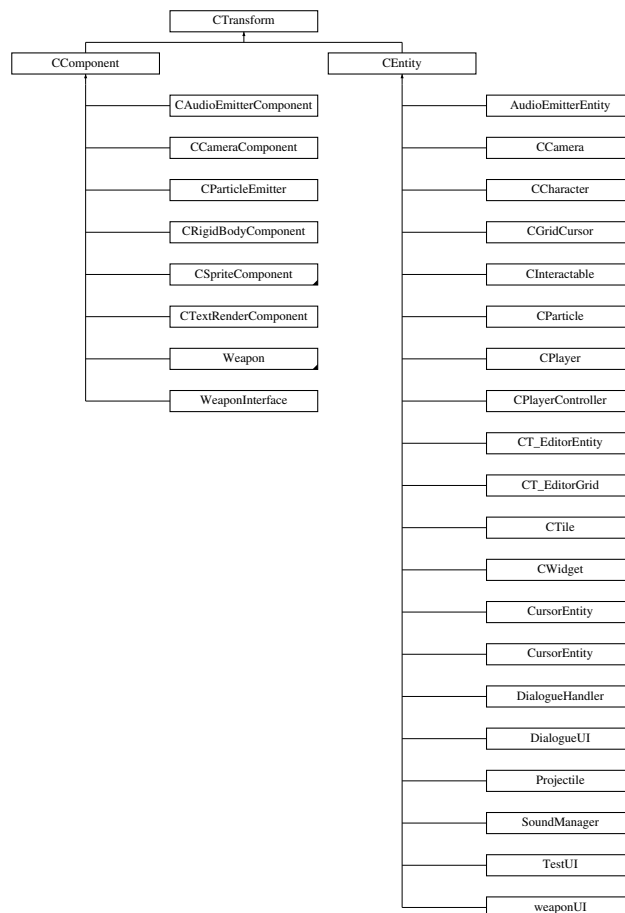 CTransform
CComponent
CEntity
CAudioEmitterComponent
AudioEmitterEntity
CCameraComponent
CCamera
CParticleEmitter
CCharacter
CRigidBodyComponent
CGridCursor
CSpriteComponent
CInteractable
CTextRenderComponent
CParticle
Weapon
CPlayer
WeaponInterface
CPlayerController
CT_EditorEntity
CT_EditorGrid
CTile
CWidget
CursorEntity
CursorEntity
DialogueHandler
DialogueUI
Projectile
SoundManager
TestUI
weaponUI